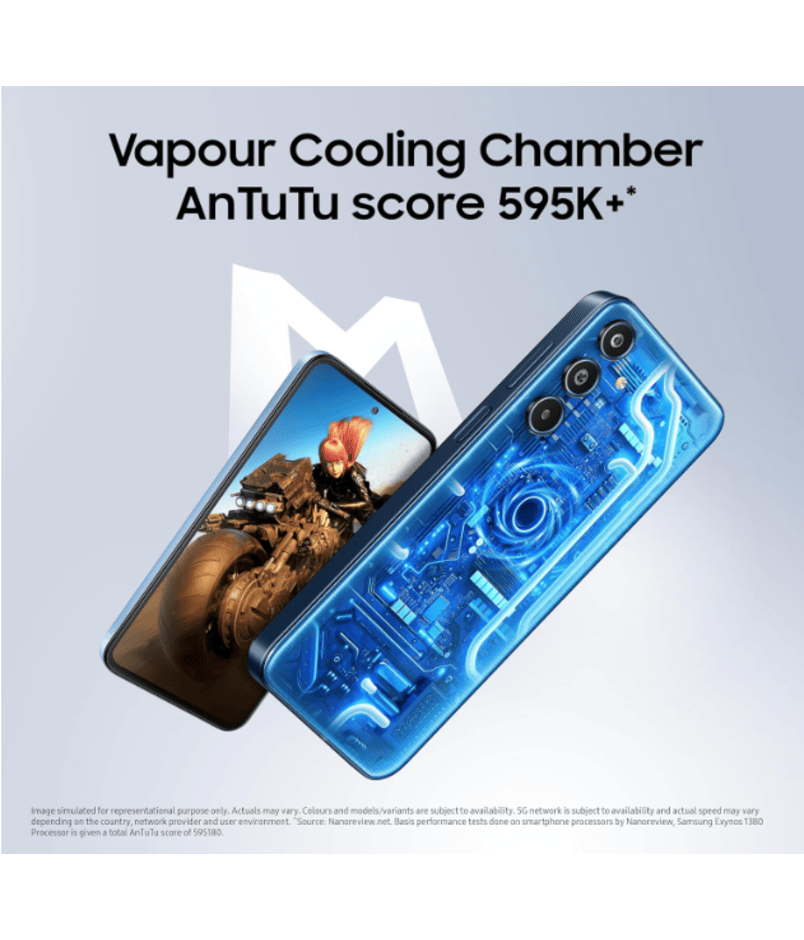 Vapour Cooling Chamber
AnTuTu score 595K+*
Image simulated for representational purpose only. Actuals may vary. Colours and models/variants are subject to availability. 5G network is subject to availability and actual speed may vary
depending on the country, network provider and user environment. *Source: Nanoreview.net. Basis performance tests done on smartphone processors by Nanoreview, Samsung Exynos 1380
Processor is given a total AnTuTu score of 595180.